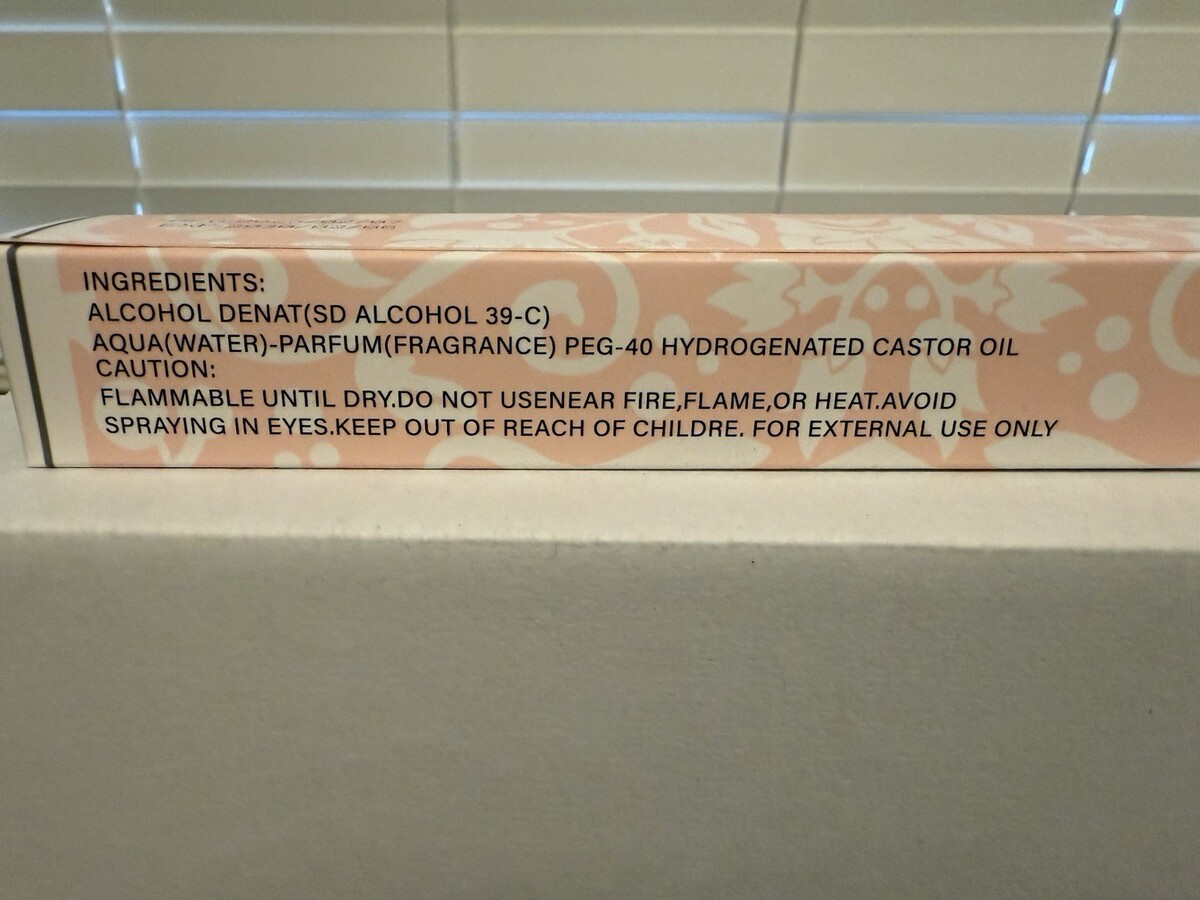 INGREDIENTS:
ALCOHOL DENAT(SD ALCOHOL 39-C)
AQUA(WATER)-PARFUM(FRAGRANCE) PEG-40 HYDROGENATED CASTOR OIL
CAUTION:
FLAMMABLE UNTIL DRY.DO NOT USENEAR FIRE,FLAME,OR HEAT.AVOID
SPRAYING IN EYES.KEEP OUT OF REACH OF CHILDRE. FOR EXTERNAL USE ONLY